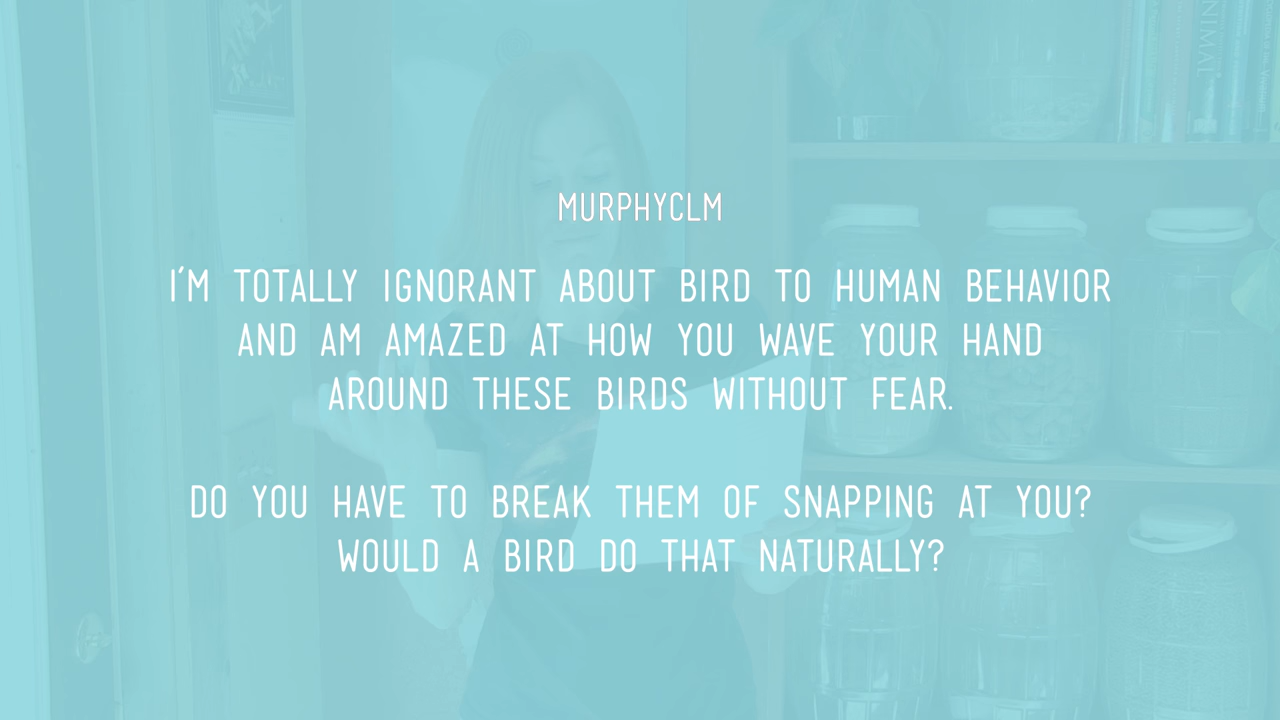 MURPHYCLM
I'M TOTALLY IGNORANT ABOUT BIRD TO HUMAN BEHAVIOR
AND AM AMAZED AT HOW YOU WAVE YOUR HAND
AROUND THESE BIRDS WITHOUT FEAR.
DO YOU HAVE TO BREAK THEM OF SNAPPING AT YOU?
WOULD A BIRD DO THAT NATURALLY?